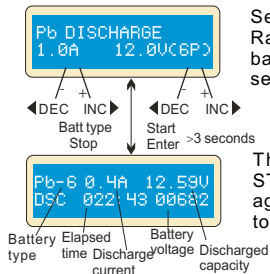 Pb DISCHARGE
1.0A 12.0V(6P)
Se
Ra
ba
se
- + - +
DEC INC DEC INC
Batt type Start
Stop Enter >3 seconds
Pb-6 0.4A 12.59V
DSC 022:43 00682
Th
ST
ag
to
Battery type
Elapsed time
Discharge current
Battery voltage
Discharged capacity